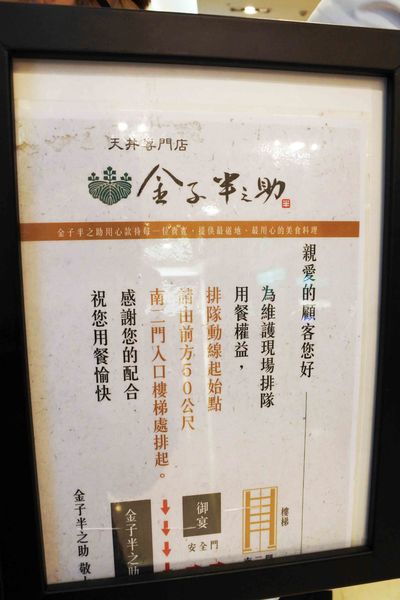 天丼專門店
金子半之助
半
金子半之助用心款待每一位貴賓，提供最道地、最用心的美食料理
親愛的顧客您好
為維護現場排隊
用餐權益，
排隊動線起始點
請由前方50公尺
南二門入口樓梯處排起。
感謝您的配合
祝您用餐愉快
金子半之助 敬上
金子半之助
御宴
安全門
樓梯
南二門